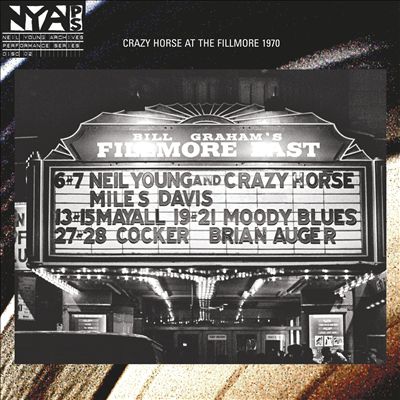 NYA PS
NEIL YOUNG ARCHIVES
PERFORMANCE SERIES
DISC 02
CRAZY HORSE AT THE FILLMORE 1970
BILL GRAHAM'S
FILLMORE EAST
6#7 NEIL YOUNG AND CRAZY HORSE
MILES DAVIS
13#15 MAYALL 19#21 MOODY BLUES
27-28 COCKER BRIAN AUGER